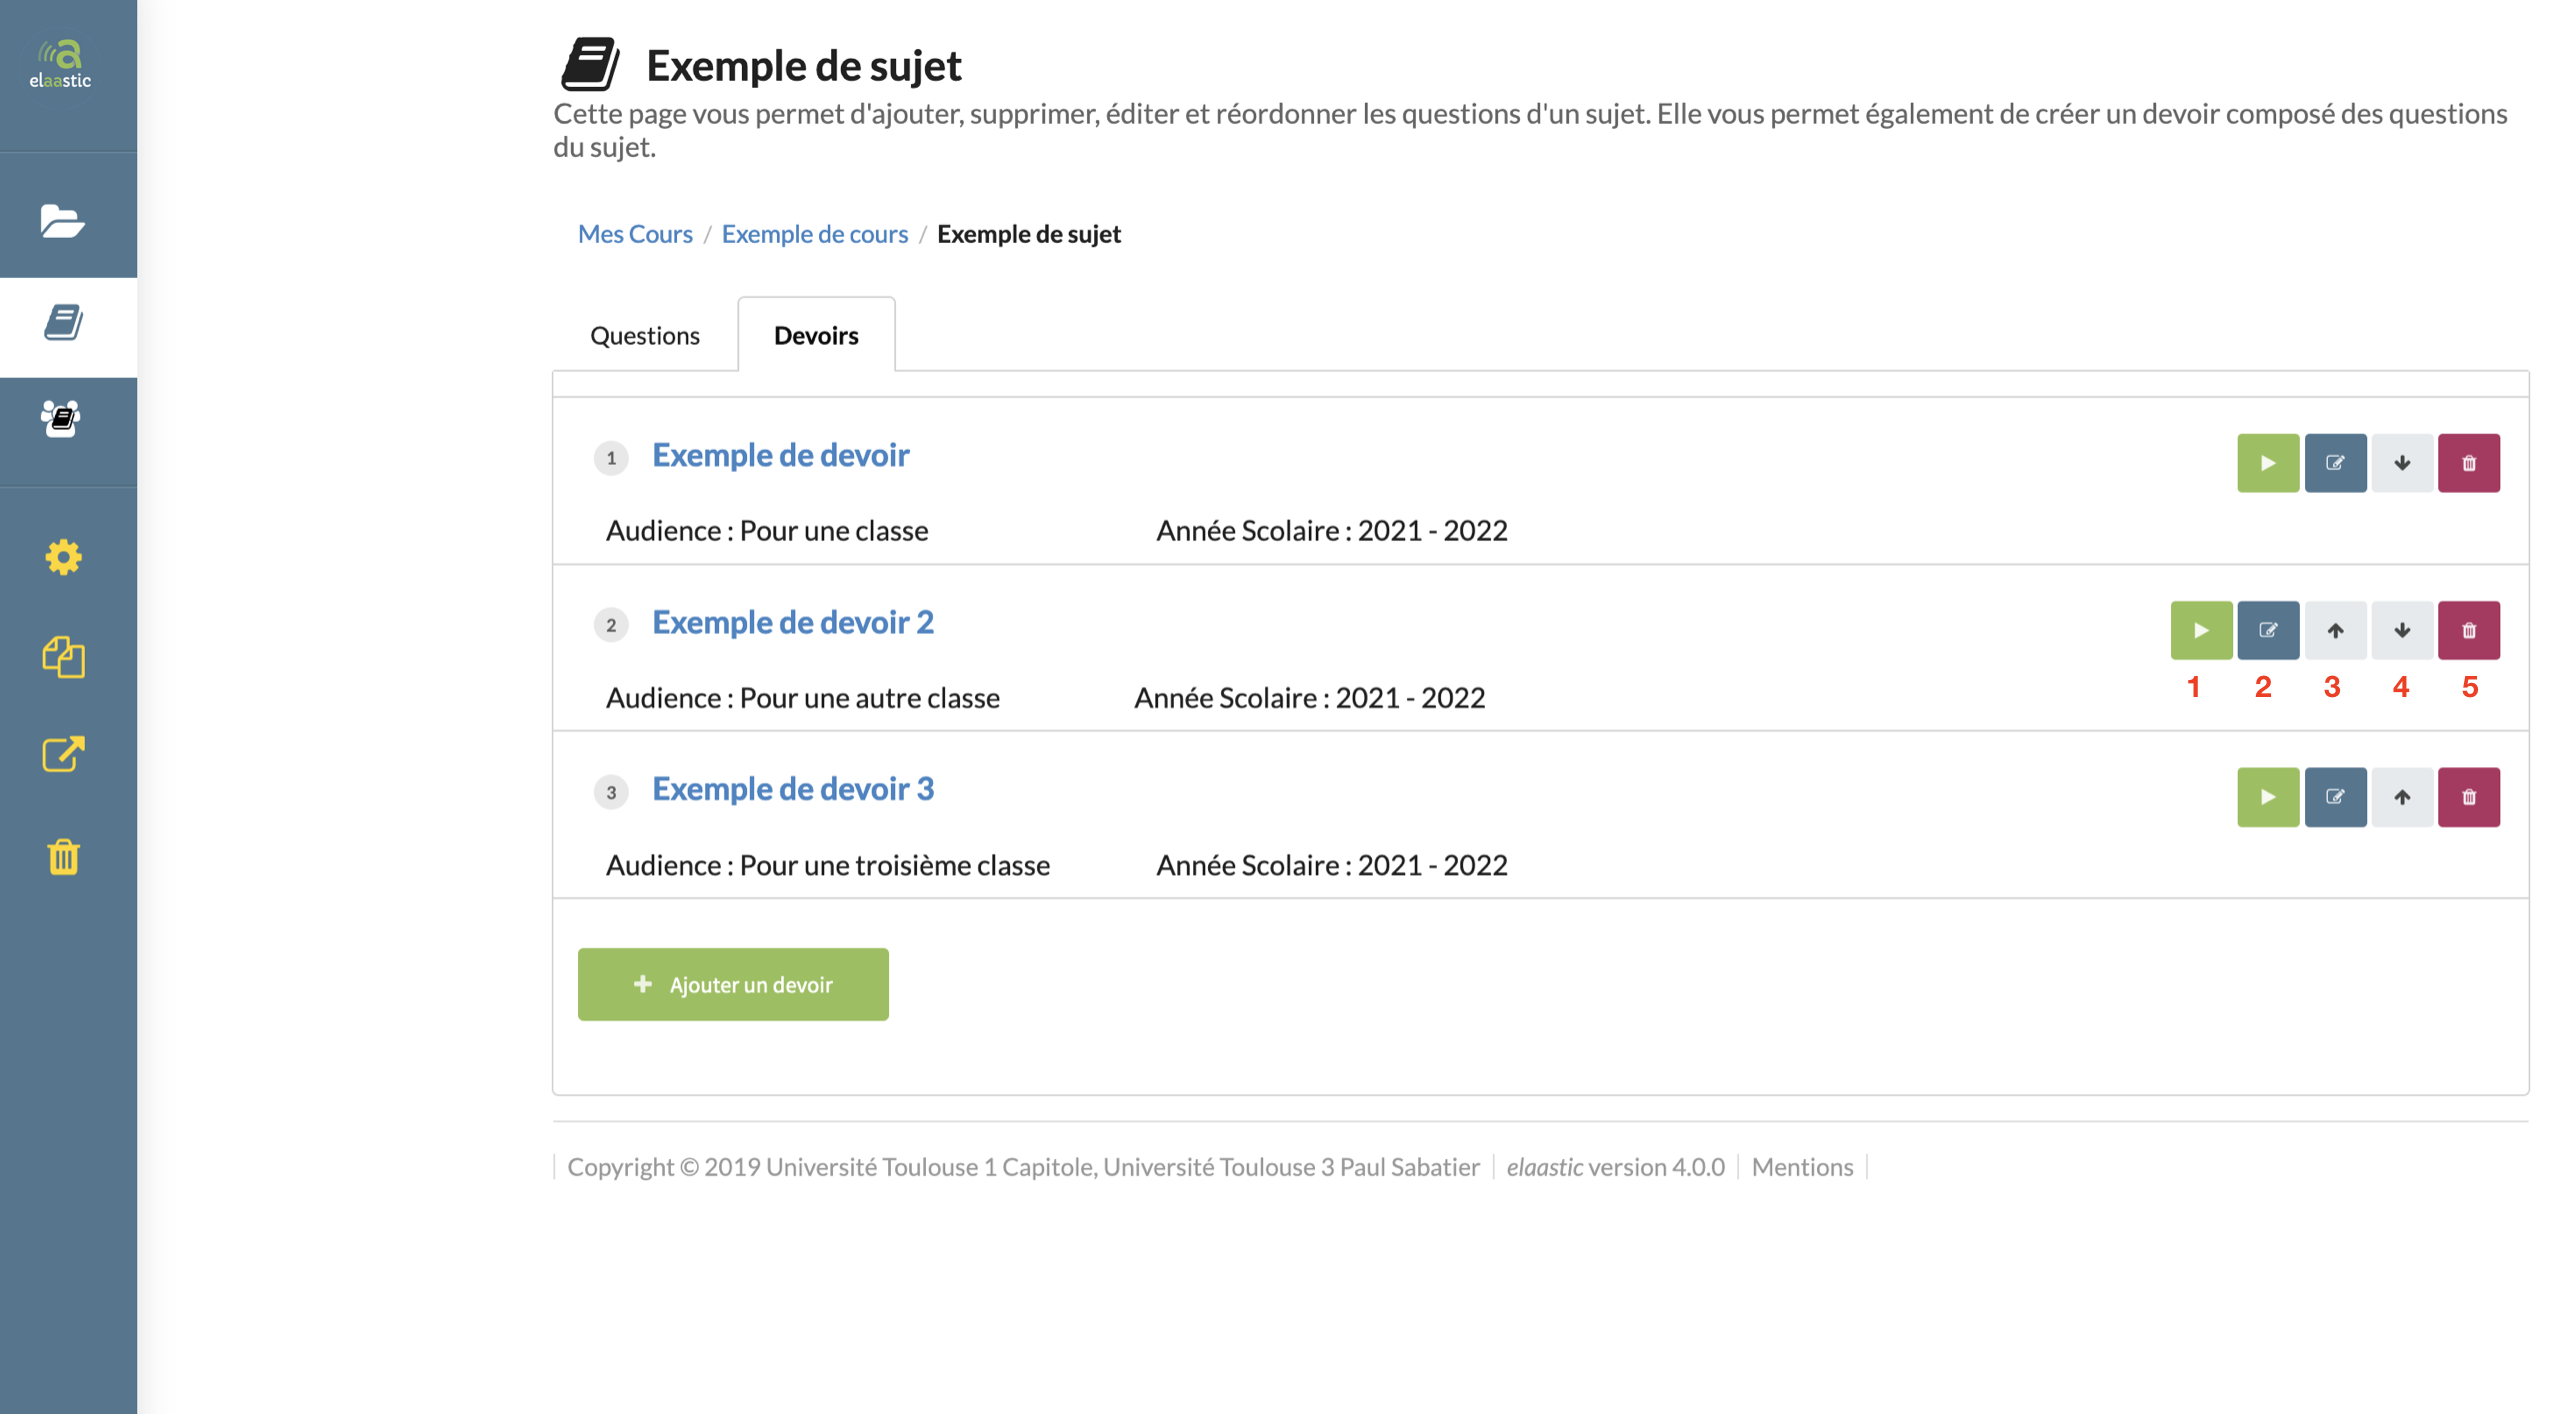 elaastic
Exemple de sujet
Cette page vous permet d'ajouter, supprimer, éditer et réordonner les questions d'un sujet. Elle vous permet également de créer un devoir composé des questions
du sujet.
Mes Cours / Exemple de cours / Exemple de sujet
Questions Devoirs
1 Exemple de devoir
Audience : Pour une classe Année Scolaire : 2021 - 2022
2 Exemple de devoir 2
1 2 3 4 5
Audience : Pour une autre classe Année Scolaire : 2021 - 2022
3 Exemple de devoir 3
Audience : Pour une troisième classe Année Scolaire : 2021 - 2022
+ Ajouter un devoir
Copyright © 2019 Université Toulouse 1 Capitole, Université Toulouse 3 Paul Sabatier | elaastic version 4.0.0 | Mentions |